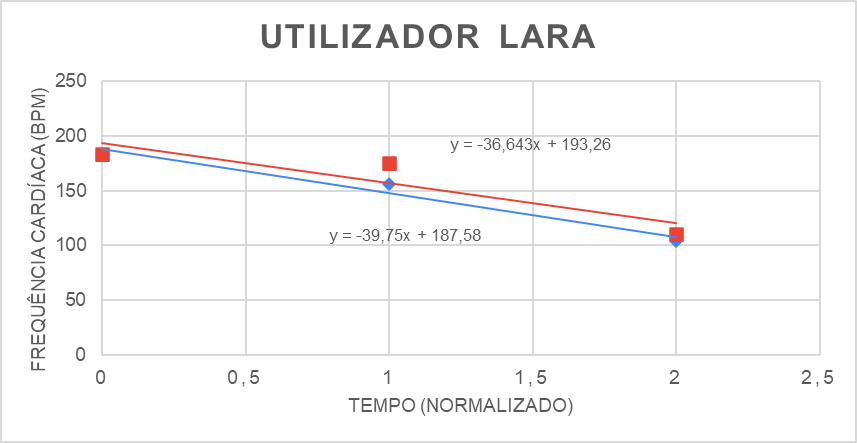 UTILIZADOR LARA
FREQUÊNCIA CARDÍACA (BPM)
250
200
150
100
50
0
y = -36,643x + 193,26
y = -39,75x + 187,58
0 0,5 1 1,5 2 2,5
TEMPO (NORMALIZADO)